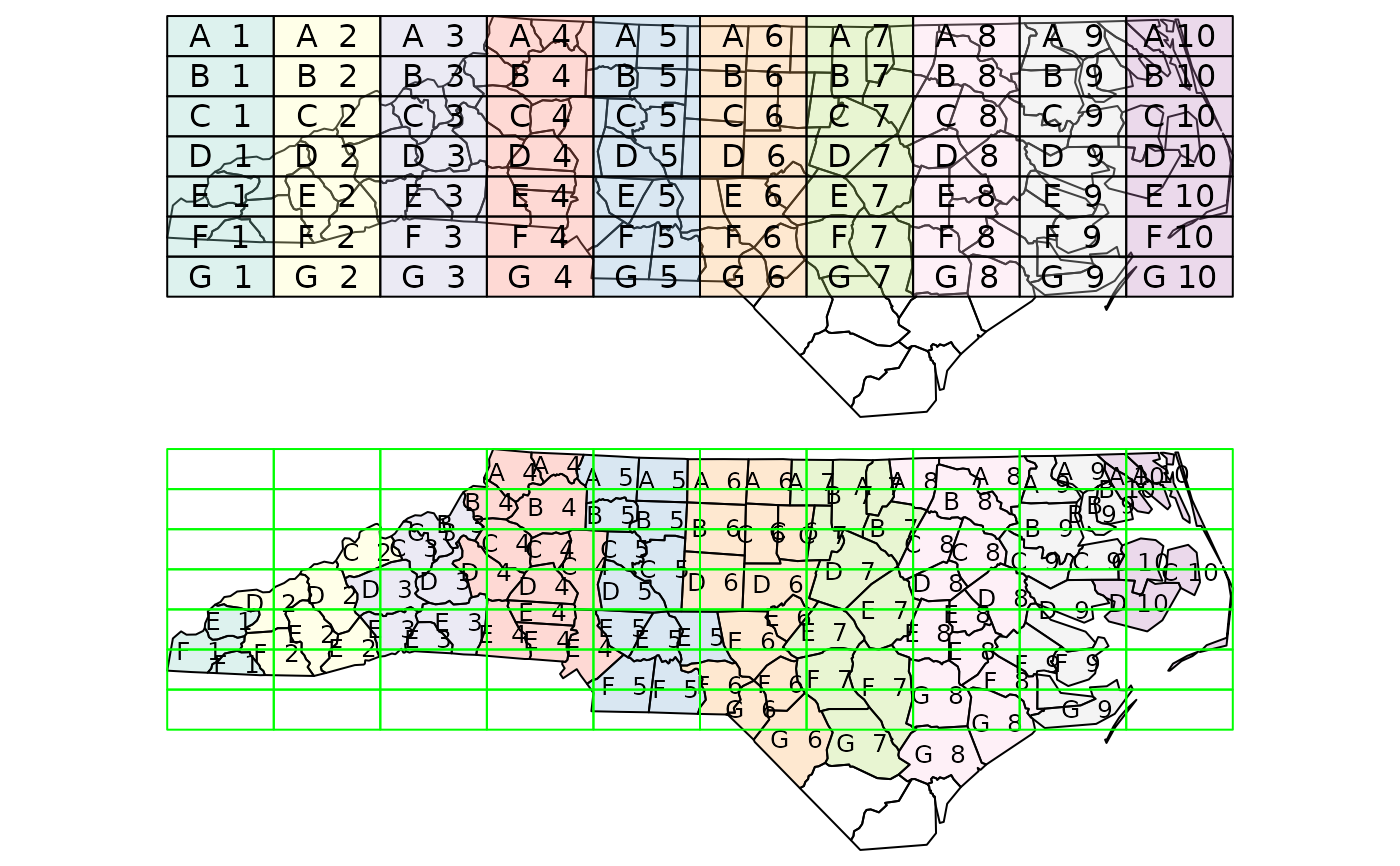 A 1 A 2 A 3 A 4 A 5 A 6 A 7 A 8 A 9 A 10
B 1 B 2 B 3 B 4 B 5 B 6 B 7 B 8 B 9 B 10
C 1 C 2 C 3 C 4 C 5 C 6 C 7 C 8 C 9 C 10
D 1 D 2 D 3 D 4 D 5 D 6 D 7 D 8 D 9 D 10
E 1 E 2 E 3 E 4 E 5 E 6 E 7 E 8 E 9 E 10
F 1 F 2 F 3 F 4 F 5 F 6 F 7 F 8 F 9 F 10
G 1 G 2 G 3 G 4 G 5 G 6 G 7 G 8 G 9 G 10
A 4 A 4 A 5 A 5 A 6 A 6 A 7 A 7 A 8 A 8 A 9 A 9 A 10
B 3 B 4 B 4 B 5 B 5 B 6 B 7 B 7 B 8 B 9 B 9
C 2 C 3 C 3 C 4 C 4 C 5 C 5 C 6 C 6 C 7 C 8 C 8 C 9 C 9 C 10 C 10
D 2 D 2 D 3 D 3 D 4 D 4 D 5 D 6 D 6 D 7 D 8 D 8 D 9 D 10
E 1 E 2 E 2 E 3 E 3 E 3 E 4 E 4 E 4 E 4 E 5 E 5 E 5 E 6 E 6 E 7 E 7 E 8 E 8 E 8
F 1 F 1 F 2 F 5 F 5 F 6 F 6 F 7 F 7 F 8 F 9 F 9
G 6 G 6 G 7 G 8 G 8 G 8 G 9